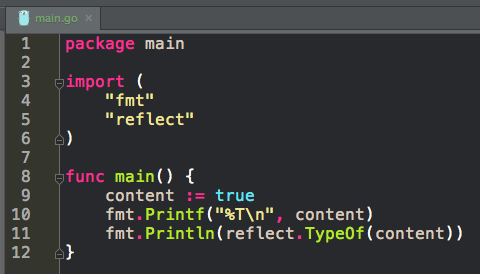 main.go
1 package main
2
3 import (
4     "fmt"
5     "reflect"
6 )
7
8 func main() {
9     content := true
10     fmt.Printf("%T\n", content)
11     fmt.Println(reflect.TypeOf(content))
12 }